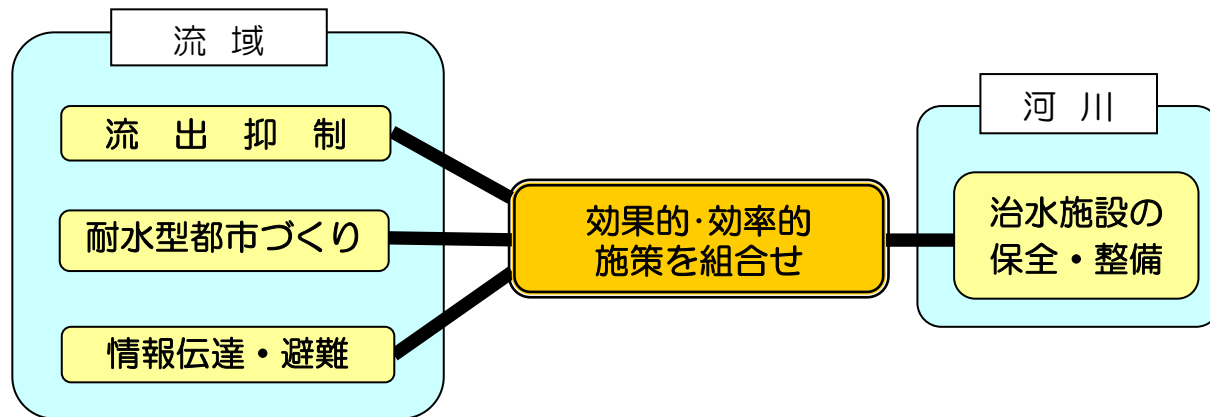 流 域
流 出 抑 制
耐水型都市づくり
情報伝達・避難
効果的・効率的
施策を組合せ
河 川
治水施設の
保全・整備